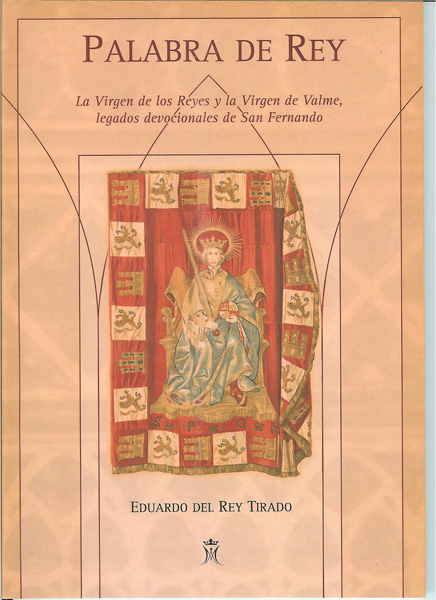 PALABRA DE REY
La Virgen de los Reyes y la Virgen de Valme,
legados devocionales de San Fernando
EDUARDO DEL REY TIRADO